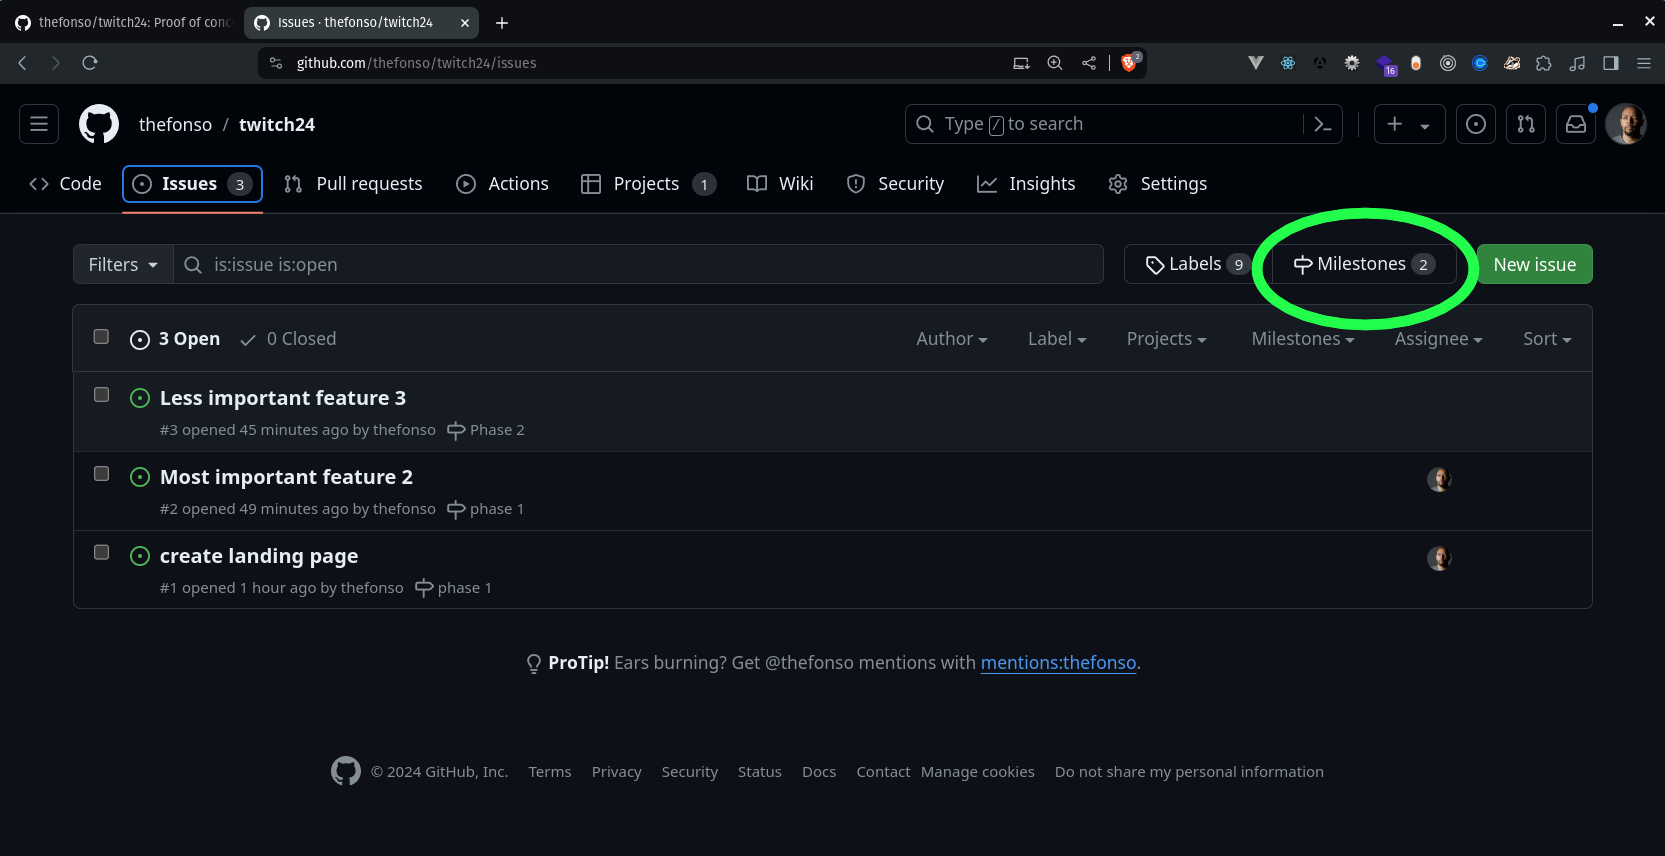 thefonso/twitch24: Proof of conc
Issues · thefonso/twitch24
github.com/thefonso/twitch24/issues
2
16
thefonso / twitch24
Type / to search
Code
Issues 3
Pull requests
Actions
Projects 1
Wiki
Security
Insights
Settings
Filters
is:issue is:open
Labels 9
Milestones 2
New issue
3 Open
0 Closed
Author
Label
Projects
Milestones
Assignee
Sort
Less important feature 3
#3 opened 45 minutes ago by thefonso Phase 2
Most important feature 2
#2 opened 49 minutes ago by thefonso phase 1
create landing page
#1 opened 1 hour ago by thefonso phase 1
ProTip! Ears burning? Get @thefonso mentions with mentions:thefonso.
© 2024 GitHub, Inc. Terms Privacy Security Status Docs Contact Manage cookies Do not share my personal information